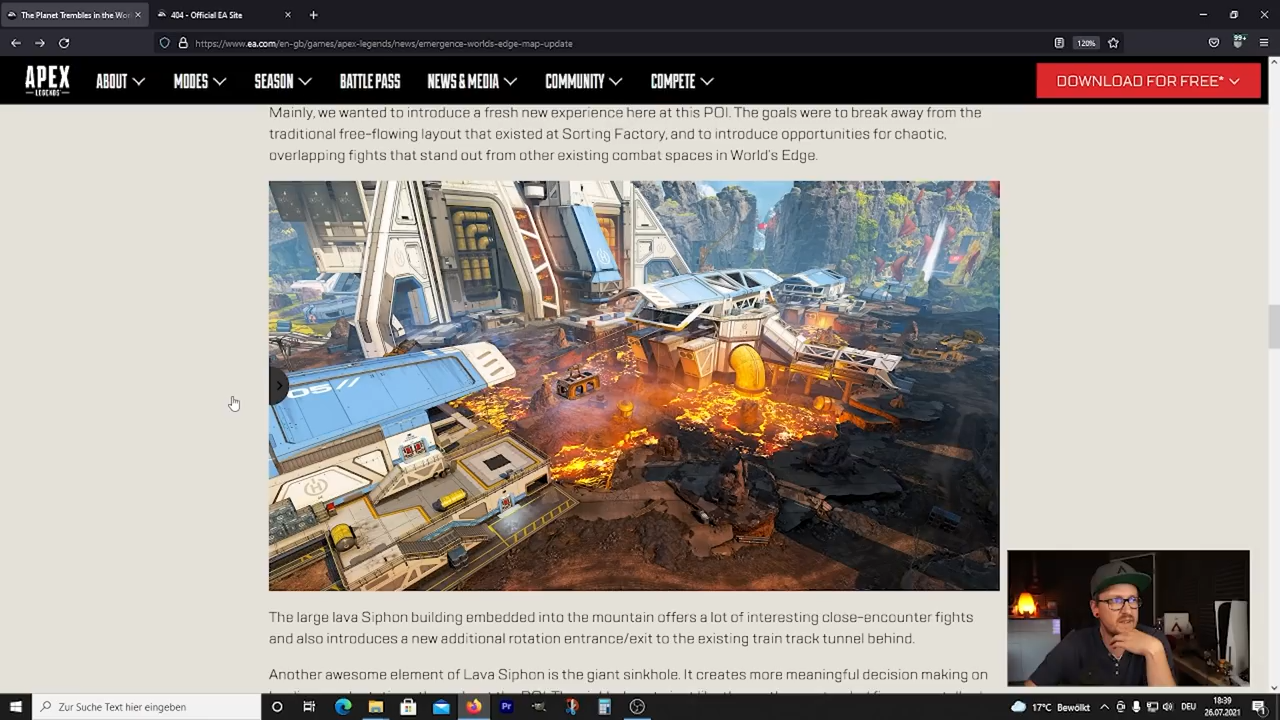 The Planet Trembles in the Wor
404 - Official EA Site
https://www.ea.com/en-gb/games/apex-legends/news/emergence-worlds-edge-map-update
120%
99+
APEX
LEGENDS
ABOUT
MODES
SEASON
BATTLE PASS
NEWS & MEDIA
COMMUNITY
COMPETE
DOWNLOAD FOR FREE*
Mainly, we wanted to introduce a fresh new experience here at this POI. The goals were to break away from the
traditional free-flowing layout that existed at Sorting Factory, and to introduce opportunities for chaotic,
overlapping fights that stand out from other existing combat spaces in World's Edge.
05//
The large lava Siphon building embedded into the mountain offers a lot of interesting close-encounter fights
and also introduces a new additional rotation entrance/exit to the existing train track tunnel behind.
Another awesome element of Lava Siphon is the giant sinkhole. It creates more meaningful decision making on
Zur Suche Text hier eingeben
Pr
17°C Bewölkt
DEU
18:39
26.07.2021